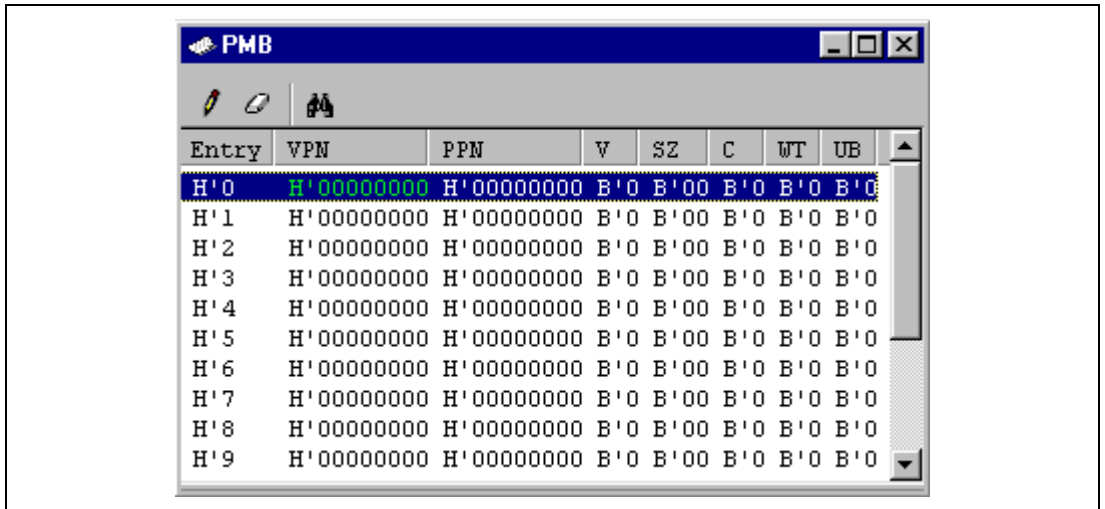 PMB
Entry VPN PPN V SZ C WT UB
H'0 H'00000000 H'00000000 B'0 B'00 B'0 B'0 B'0
H'1 H'00000000 H'00000000 B'0 B'00 B'0 B'0 B'0
H'2 H'00000000 H'00000000 B'0 B'00 B'0 B'0 B'0
H'3 H'00000000 H'00000000 B'0 B'00 B'0 B'0 B'0
H'4 H'00000000 H'00000000 B'0 B'00 B'0 B'0 B'0
H'5 H'00000000 H'00000000 B'0 B'00 B'0 B'0 B'0
H'6 H'00000000 H'00000000 B'0 B'00 B'0 B'0 B'0
H'7 H'00000000 H'00000000 B'0 B'00 B'0 B'0 B'0
H'8 H'00000000 H'00000000 B'0 B'00 B'0 B'0 B'0
H'9 H'00000000 H'00000000 B'0 B'00 B'0 B'0 B'0